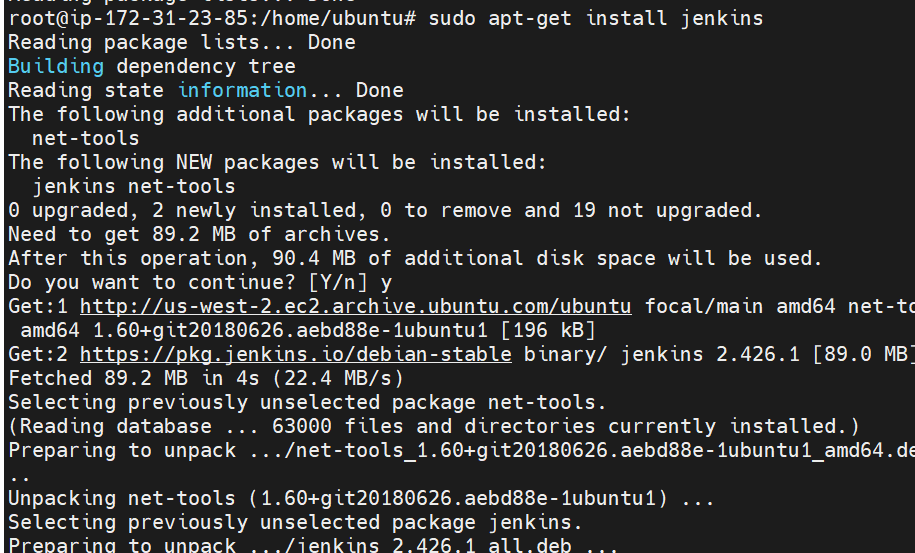 root@ip-172-31-23-85:/home/ubuntu# sudo apt-get install jenkins
Reading package lists... Done
Building dependency tree
Reading state information... Done
The following additional packages will be installed:
  net-tools
The following NEW packages will be installed:
  jenkins net-tools
0 upgraded, 2 newly installed, 0 to remove and 19 not upgraded.
Need to get 89.2 MB of archives.
After this operation, 90.4 MB of additional disk space will be used.
Do you want to continue? [Y/n] y
Get:1 http://us-west-2.ec2.archive.ubuntu.com/ubuntu focal/main amd64 net-to
 amd64 1.60+git20180626.aebd88e-1ubuntu1 [196 kB]
Get:2 https://pkg.jenkins.io/debian-stable binary/ jenkins 2.426.1 [89.0 MB]
Fetched 89.2 MB in 4s (22.4 MB/s)
Selecting previously unselected package net-tools.
(Reading database ... 63000 files and directories currently installed.)
Preparing to unpack .../net-tools_1.60+git20180626.aebd88e-1ubuntu1_amd64.de
..
Unpacking net-tools (1.60+git20180626.aebd88e-1ubuntu1) ...
Selecting previously unselected package jenkins.
Preparing to unpack .../jenkins_2.426.1_all.deb ...